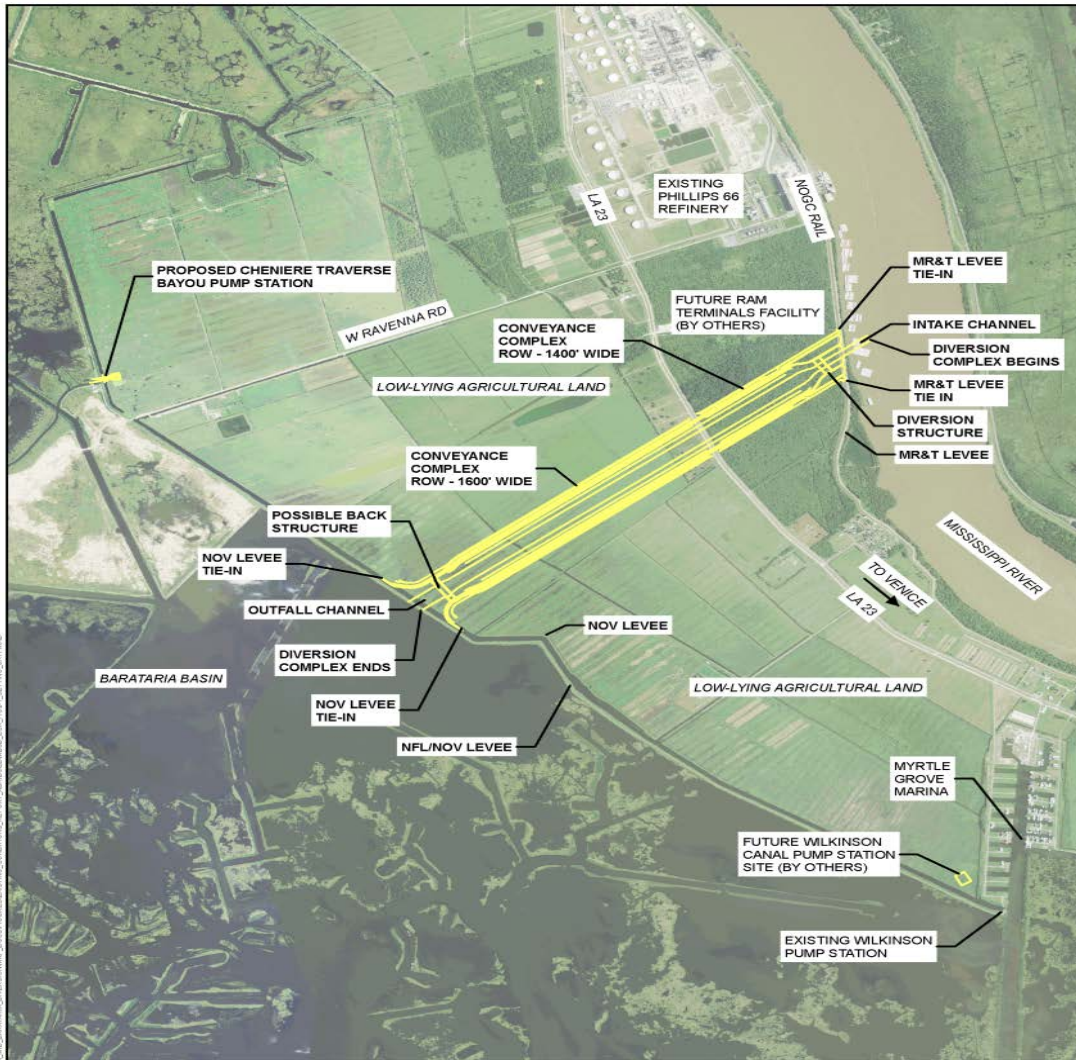 EXISTING
PHILLIPS 66
REFINERY
LA 23
NOGC RAIL
MR&T LEVEE
TIE-IN
PROPOSED CHENIERE TRAVERSE
BAYOU PUMP STATION
FUTURE RAM
TERMINALS FACILITY
(BY OTHERS)
INTAKE CHANNEL
W RAVENNA RD
CONVEYANCE
COMPLEX
ROW - 1400' WIDE
DIVERSION
COMPLEX BEGINS
LOW-LYING AGRICULTURAL LAND
MR&T LEVEE
TIE IN
DIVERSION
STRUCTURE
MR&T LEVEE
CONVEYANCE
COMPLEX
ROW - 1600' WIDE
POSSIBLE BACK
STRUCTURE
MISSISSIPPI RIVER
NOV LEVEE
TIE-IN
TO VENICE
LA 23
OUTFALL CHANNEL
NOV LEVEE
DIVERSION
COMPLEX ENDS
BARATARIA BASIN
LOW-LYING AGRICULTURAL LAND
NOV LEVEE
TIE-IN
NFL/NOV LEVEE
MYRTLE
GROVE
MARINA
FUTURE WILKINSON
CANAL PUMP STATION
SITE (BY OTHERS)
EXISTING WILKINSON
PUMP STATION